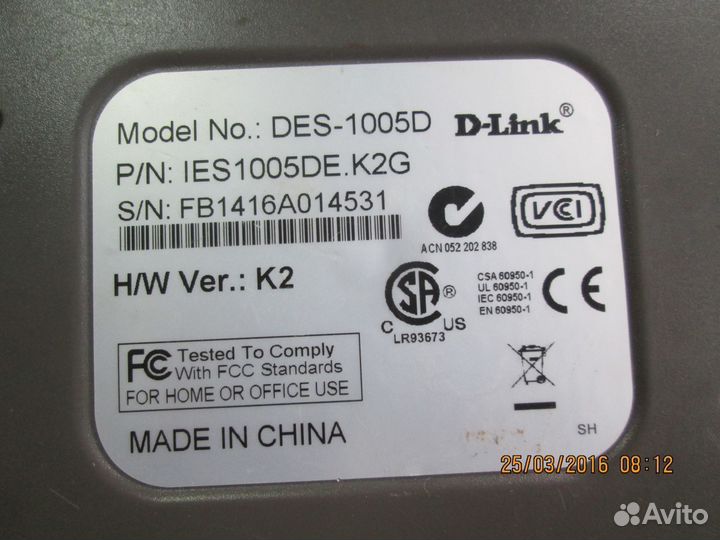 Model No.: DES-1005D D-Link®
P/N: IES1005DE.K2G
S/N: FB1416A014531
ACN 052 202 838
VCI
H/W Ver.: K2
CSA®
C US
LR93673
CSA 60950-1
UL 60950-1
IEC 60950-1
EN 60950-1
CE
FC Tested To Comply
With FCC Standards
FOR HOME OR OFFICE USE
MADE IN CHINA
SH
25/03/2016 08:12
Avito